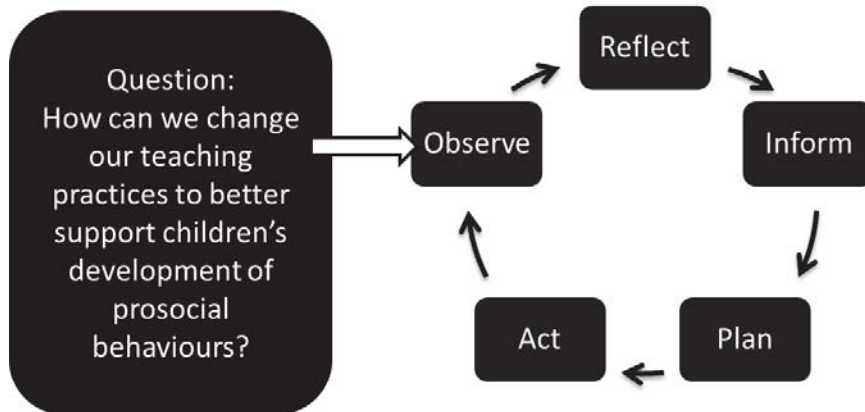 Question:
How can we change
our teaching
practices to better
support children's
development of
prosocial
behaviours?
Reflect
Observe
Inform
Act
Plan